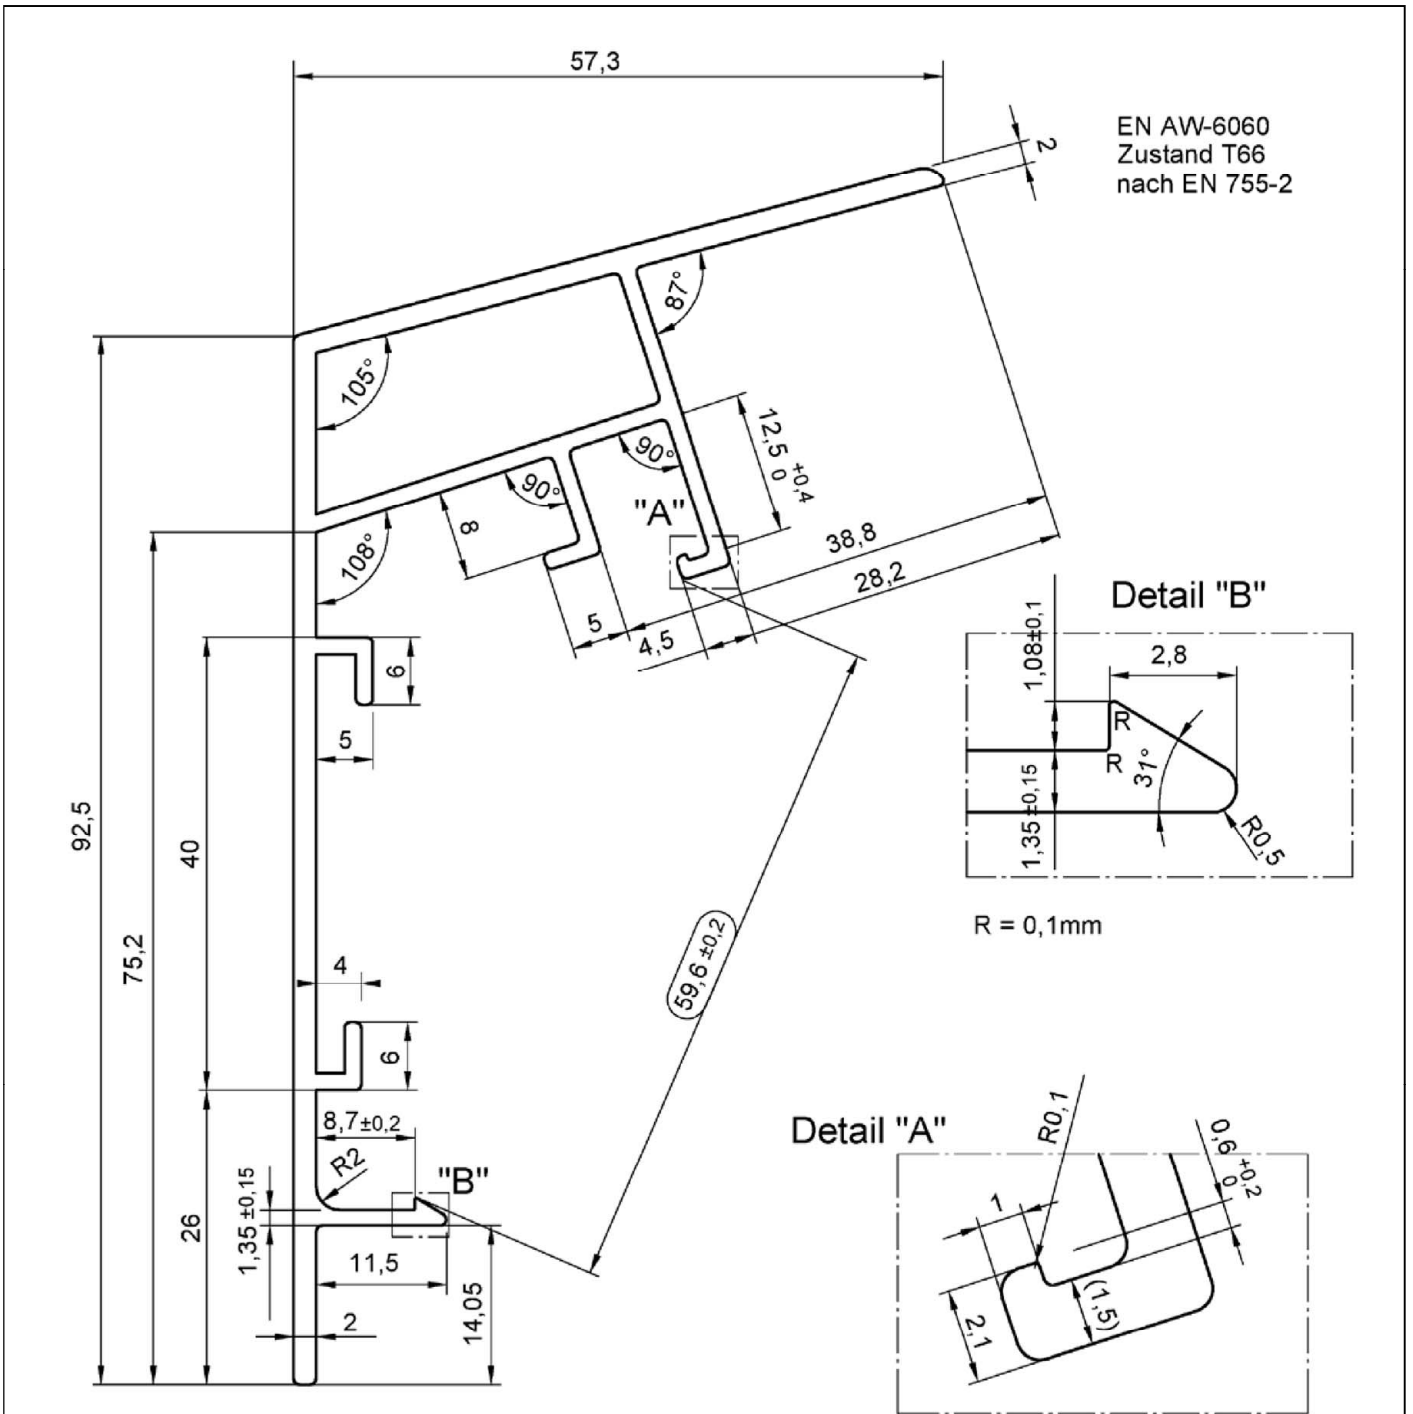 57,3
2
EN AW-6060
Zustand T66
nach EN 755-2
87°
105°
12,5 +0,4
0
90°
90°
"A"
8
108°
38,8
28,2
5
4,5
6
5
92,5
40
75,2
59,6 ±0,2
4
6
8,7±0,2
R2
"B"
1,35 ±0,15
26
11,5
14,05
2
Detail "B"
1,08±0,1
2,8
R
R
31°
1,35 ±0,15
R0,5
R = 0,1mm
Detail "A"
R0,1
0,6 +0,2
0
1
(1,5)
2,1